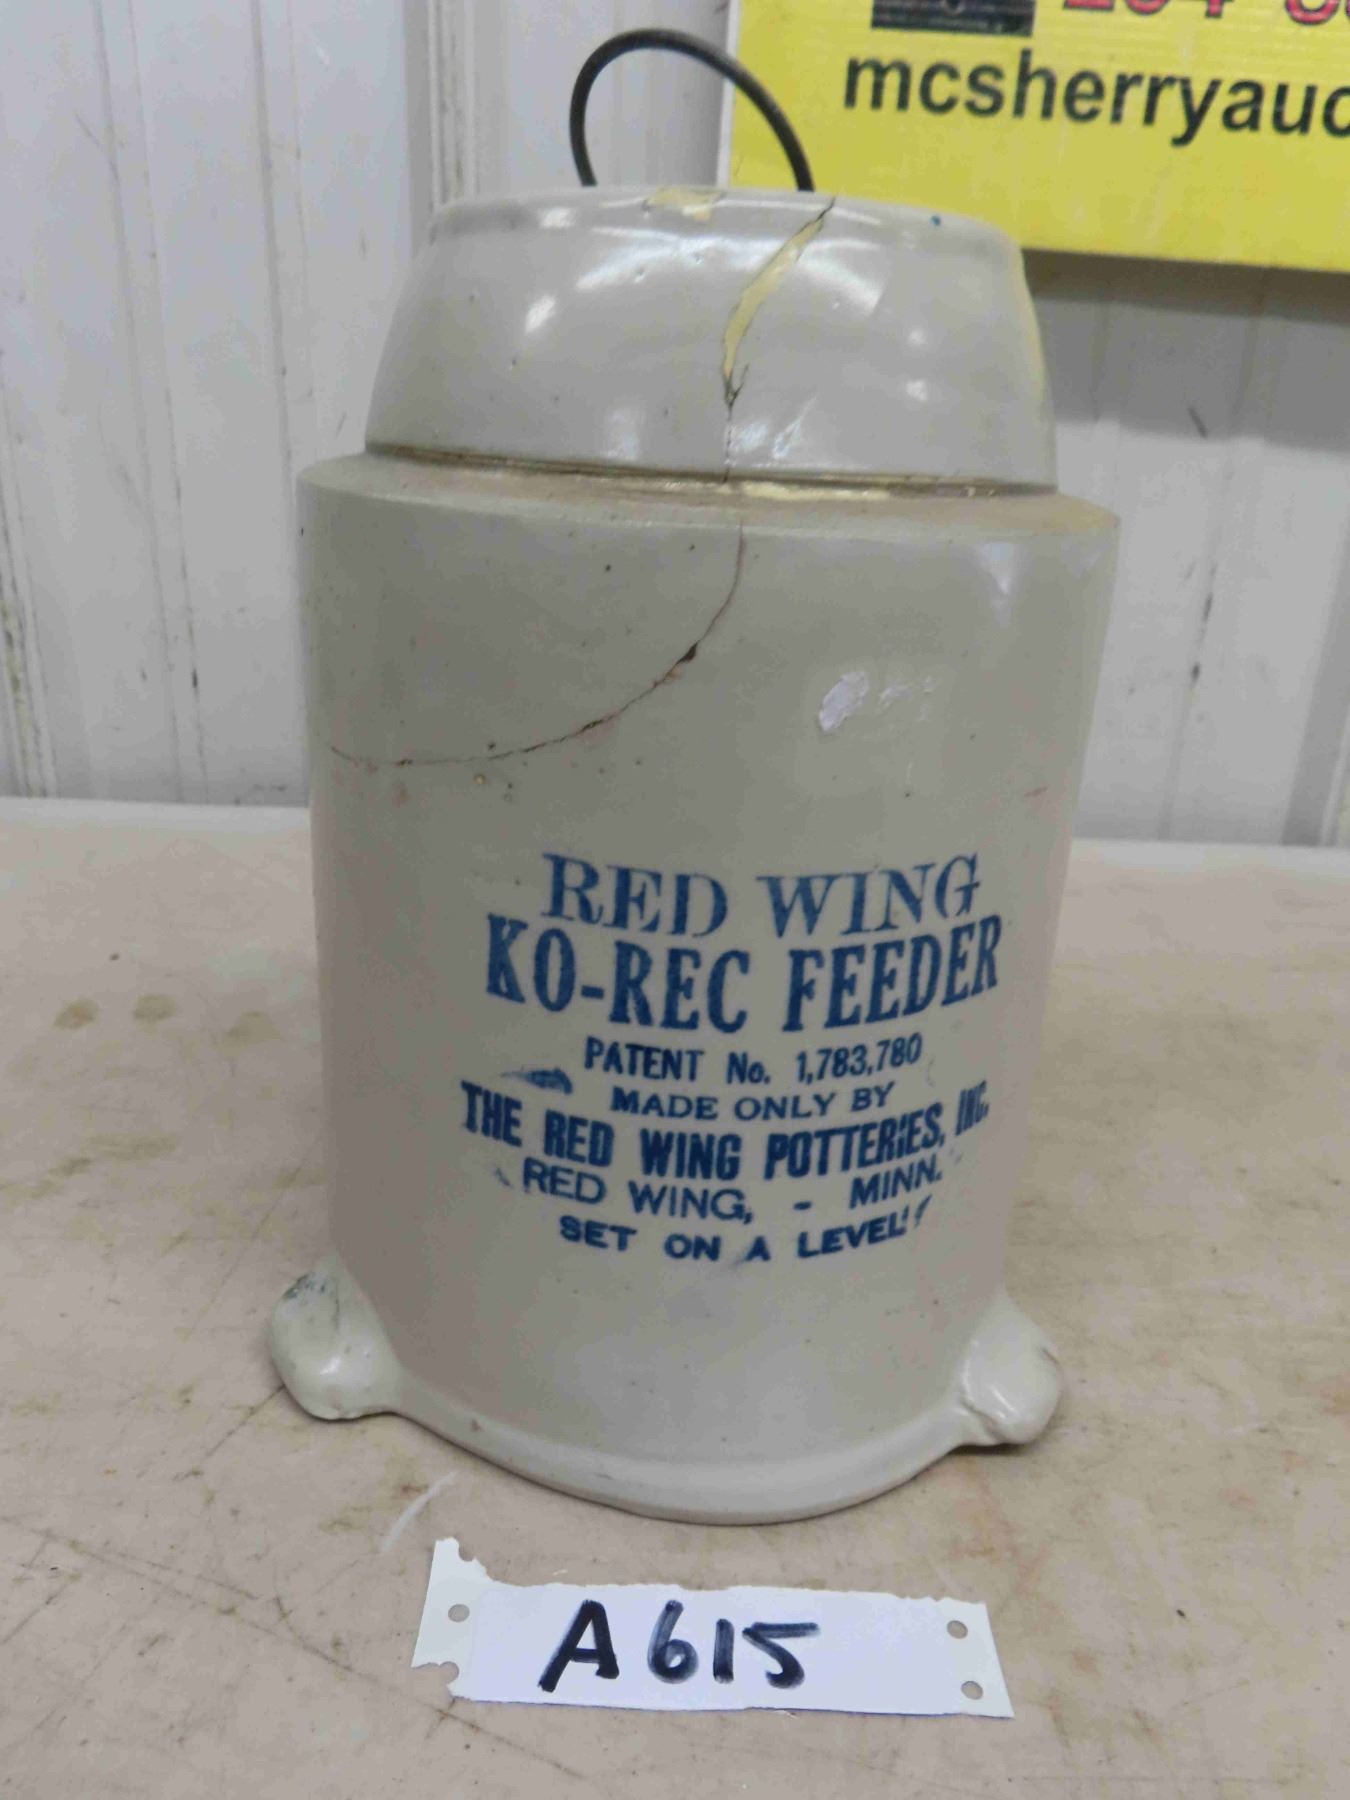 mcsherryauc
RED WING
KO-REC FEEDER
PATENT No. 1,783,780
MADE ONLY BY
THE RED WING POTTERIES, INC.
RED WING, - MINN.
SET ON A LEVEL
A615